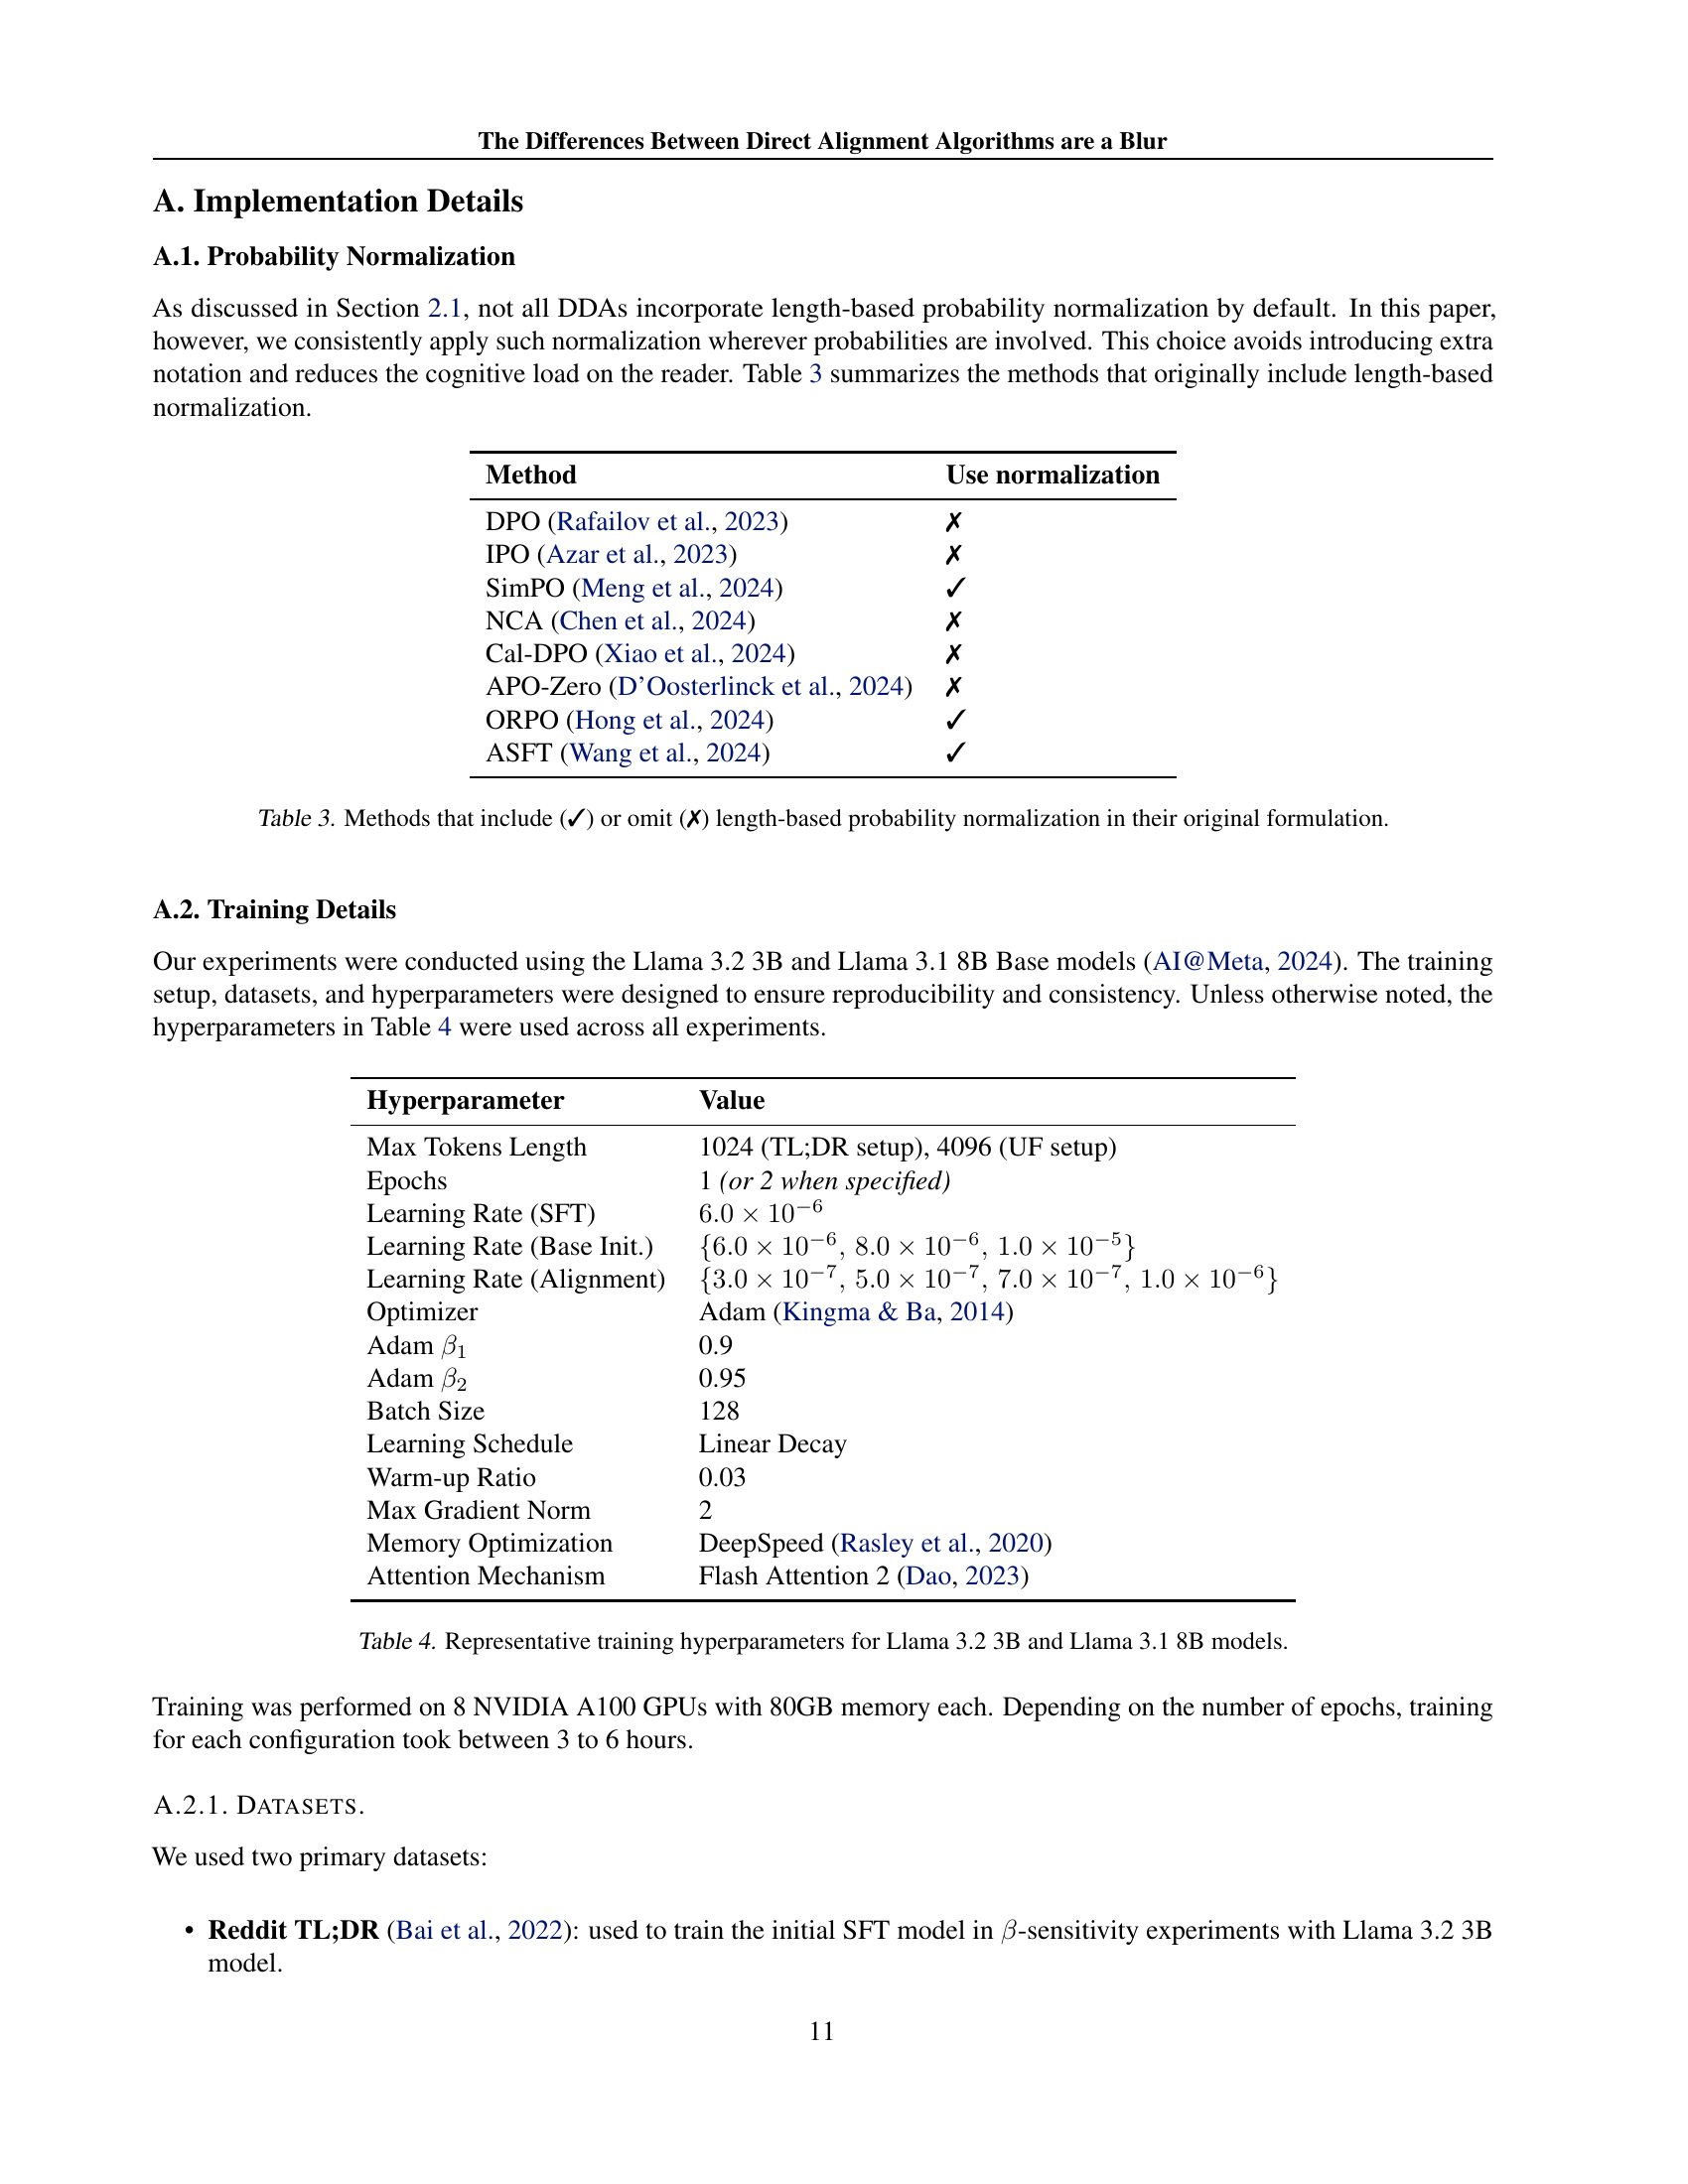 The Differences Between Direct Alignment Algorithms are a Blur
A. Implementation Details
A.1. Probability Normalization
As discussed in Section 2.1, not all DDAs incorporate length-based probability normalization by default. In this paper,
however, we consistently apply such normalization wherever probabilities are involved. This choice avoids introducing extra
notation and reduces the cognitive load on the reader. Table 3 summarizes the methods that originally include length-based
normalization.
Method Use normalization
DPO (Rafailov et al., 2023) ✗
IPO (Azar et al., 2023) ✗
SimPO (Meng et al., 2024) ✓
NCA (Chen et al., 2024) ✗
Cal-DPO (Xiao et al., 2024) ✗
APO-Zero (D'Oosterlinck et al., 2024) ✗
ORPO (Hong et al., 2024) ✓
ASFT (Wang et al., 2024) ✓
Table 3. Methods that include (✓) or omit (✗) length-based probability normalization in their original formulation.
A.2. Training Details
Our experiments were conducted using the Llama 3.2 3B and Llama 3.1 8B Base models (AI@Meta, 2024). The training
setup, datasets, and hyperparameters were designed to ensure reproducibility and consistency. Unless otherwise noted, the
hyperparameters in Table 4 were used across all experiments.
Hyperparameter Value
Max Tokens Length 1024 (TL;DR setup), 4096 (UF setup)
Epochs 1 (or 2 when specified)
Learning Rate (SFT) 6.0 × 10⁻⁶
Learning Rate (Base Init.) {6.0 × 10⁻⁶, 8.0 × 10⁻⁶, 1.0 × 10⁻⁵}
Learning Rate (Alignment) {3.0 × 10⁻⁷, 5.0 × 10⁻⁷, 7.0 × 10⁻⁷, 1.0 × 10⁻⁶}
Optimizer Adam (Kingma & Ba, 2014)
Adam β₁ 0.9
Adam β₂ 0.95
Batch Size 128
Learning Schedule Linear Decay
Warm-up Ratio 0.03
Max Gradient Norm 2
Memory Optimization DeepSpeed (Rasley et al., 2020)
Attention Mechanism Flash Attention 2 (Dao, 2023)
Table 4. Representative training hyperparameters for Llama 3.2 3B and Llama 3.1 8B models.
Training was performed on 8 NVIDIA A100 GPUs with 80GB memory each. Depending on the number of epochs, training
for each configuration took between 3 to 6 hours.
A.2.1. DATASETS.
We used two primary datasets:
• Reddit TL;DR (Bai et al., 2022): used to train the initial SFT model in β-sensitivity experiments with Llama 3.2 3B
model.
11